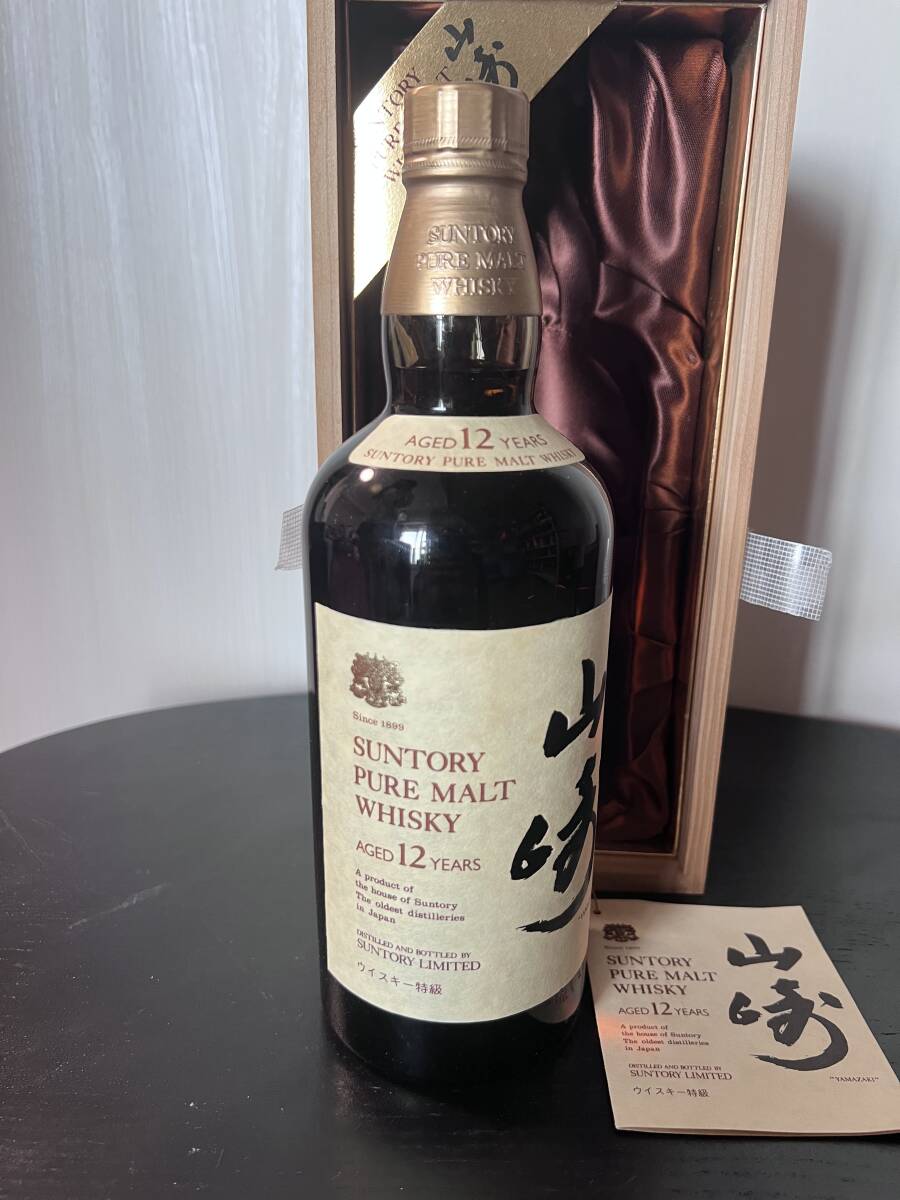 山崎
SUNTORY
PURE MALT
WHISKY
AGED 12 YEARS
SUNTORY PURE MALT WHISKY
Since 1899
SUNTORY
PURE MALT
WHISKY
AGED 12 YEARS
A product of
the house of Suntory
The oldest distilleries
in Japan
DISTILLED AND BOTTLED BY
SUNTORY LIMITED
ウイスキー特級
山崎
Since 1899
SUNTORY
PURE MALT
WHISKY
AGED 12 YEARS
A product of
the house of Suntory
The oldest distilleries
in Japan
DISTILLED AND BOTTLED BY
SUNTORY LIMITED
ウイスキー特級
山崎
"YAMAZAKI"